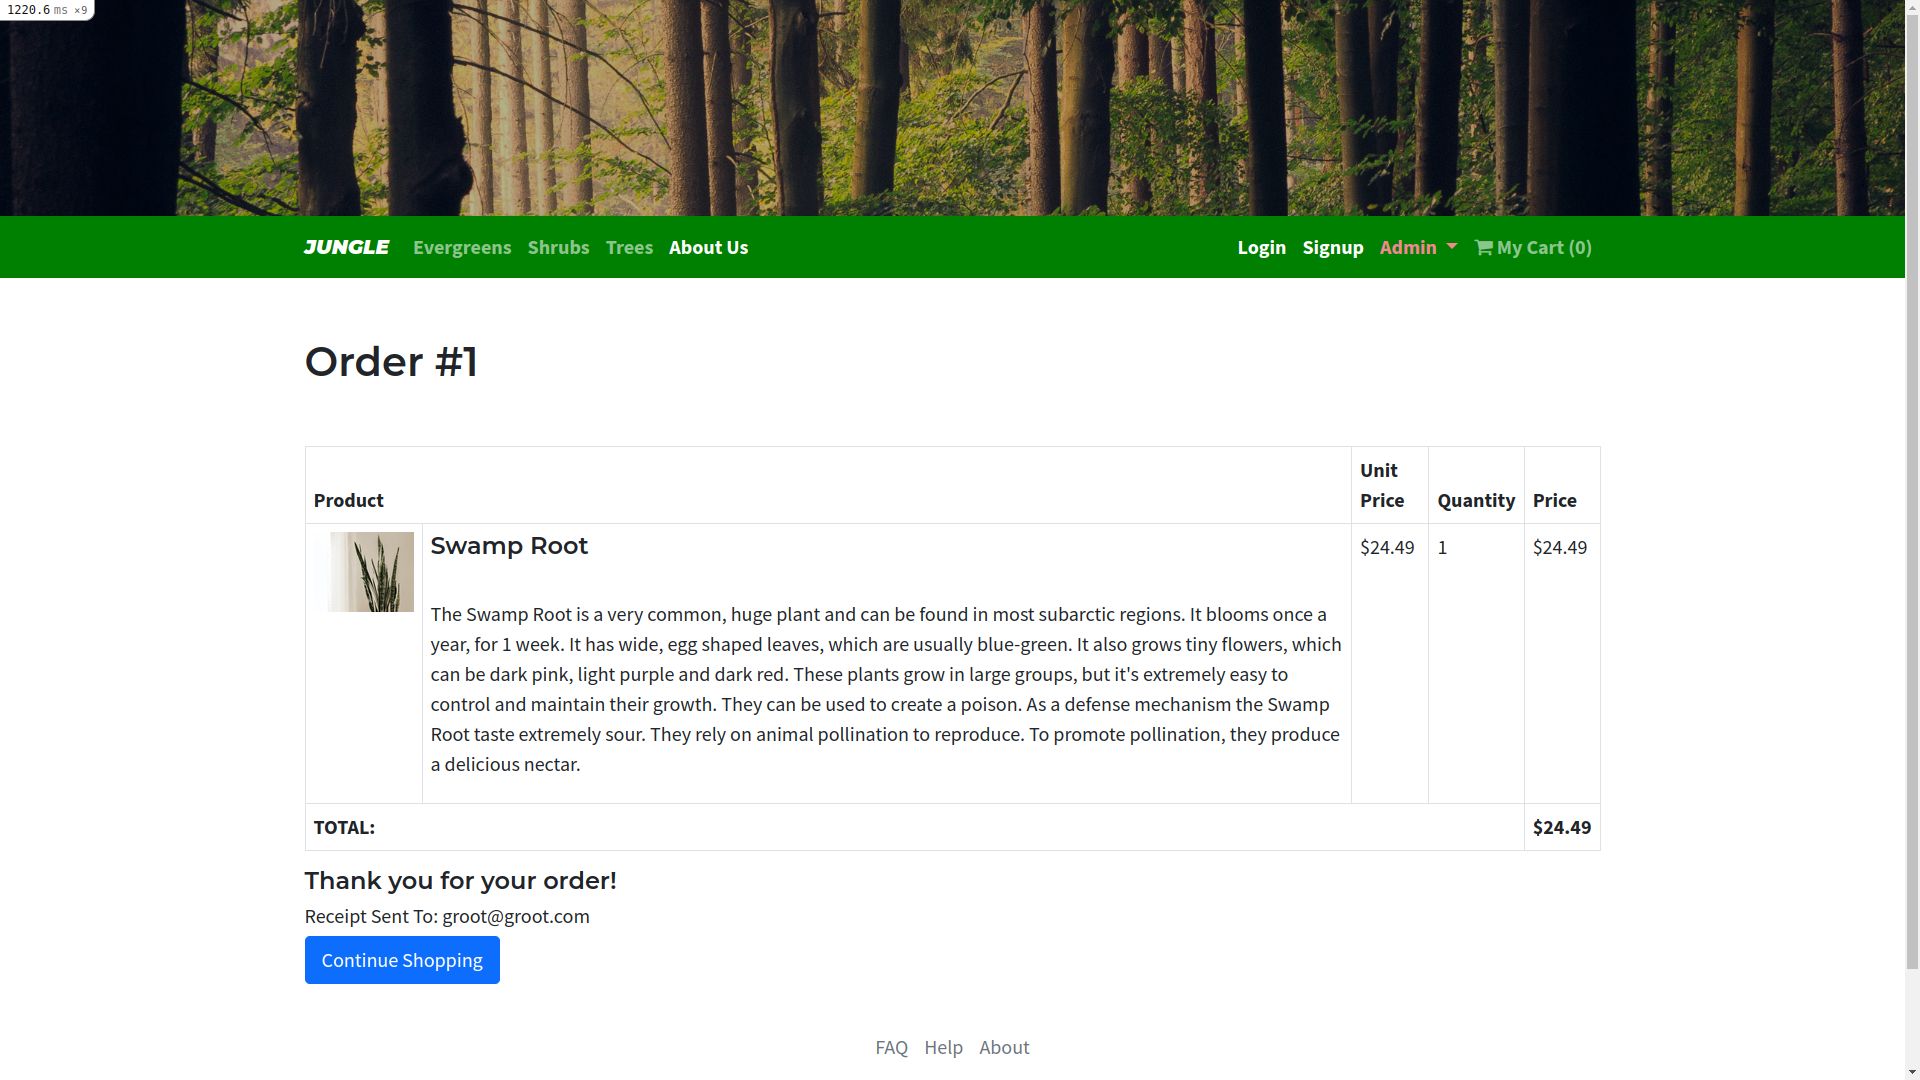 1220.6 ms ×9
JUNGLE Evergreens Shrubs Trees About Us Login Signup Admin My Cart (0)
Order #1
Product Unit Price Quantity Price
Swamp Root $24.49 1 $24.49
The Swamp Root is a very common, huge plant and can be found in most subarctic regions. It blooms once a
year, for 1 week. It has wide, egg shaped leaves, which are usually blue-green. It also grows tiny flowers, which
can be dark pink, light purple and dark red. These plants grow in large groups, but it's extremely easy to
control and maintain their growth. They can be used to create a poison. As a defense mechanism the Swamp
Root taste extremely sour. They rely on animal pollination to reproduce. To promote pollination, they produce
a delicious nectar.
TOTAL: $24.49
Thank you for your order!
Receipt Sent To: groot@groot.com
Continue Shopping
FAQ Help About